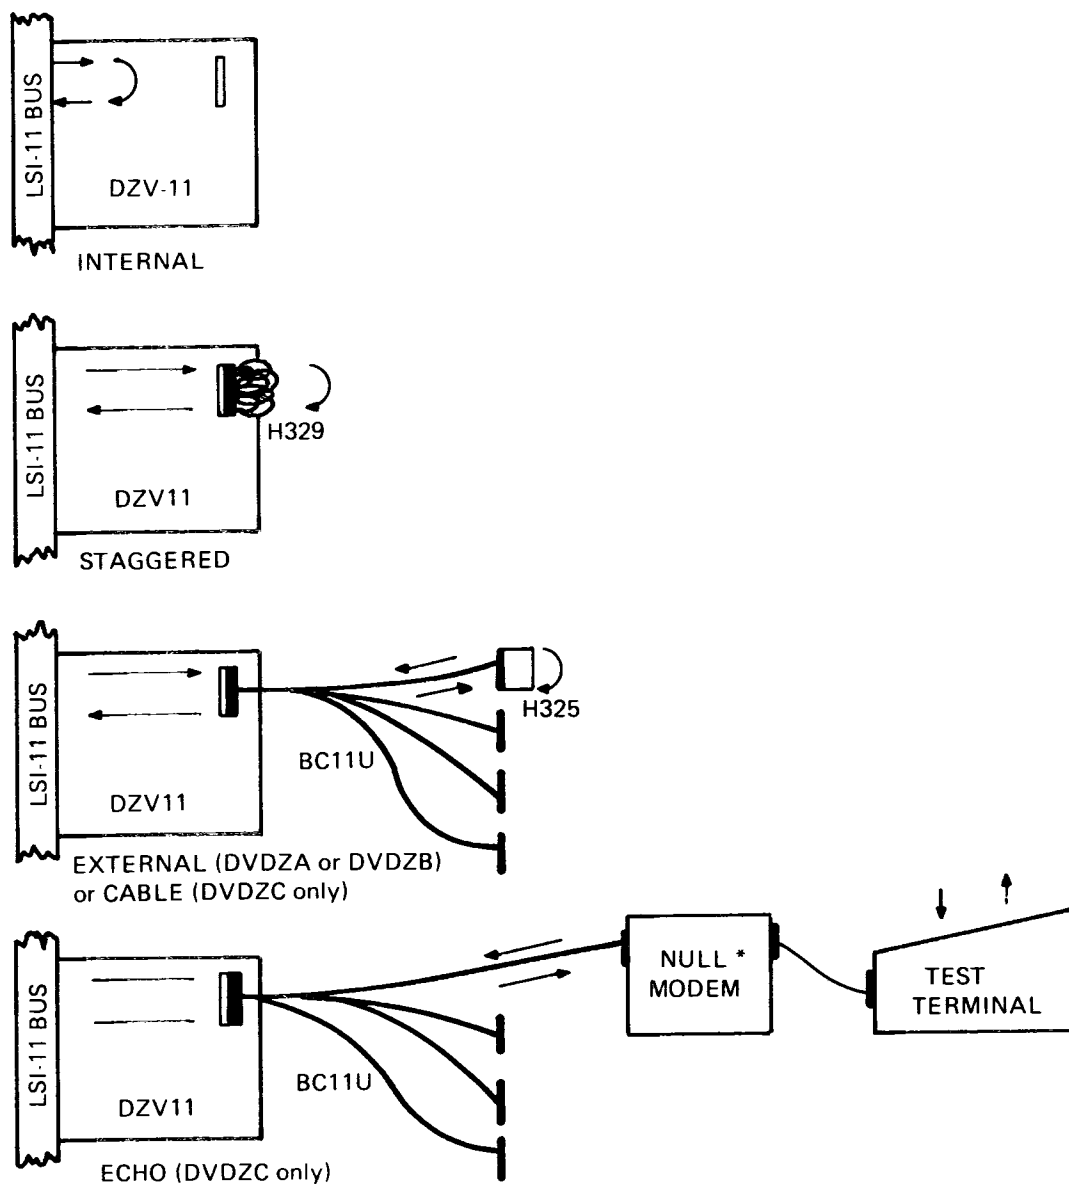 LSI-11 BUS
DZV-11
INTERNAL
LSI-11 BUS
H329
DZV11
STAGGERED
LSI-11 BUS
H325
BC11U
DZV11
EXTERNAL (DVDZA or DVDZB)
or CABLE (DVDZC only)
LSI-11 BUS
NULL *
MODEM
TEST
TERMINAL
BC11U
DZV11
ECHO (DVDZC only)